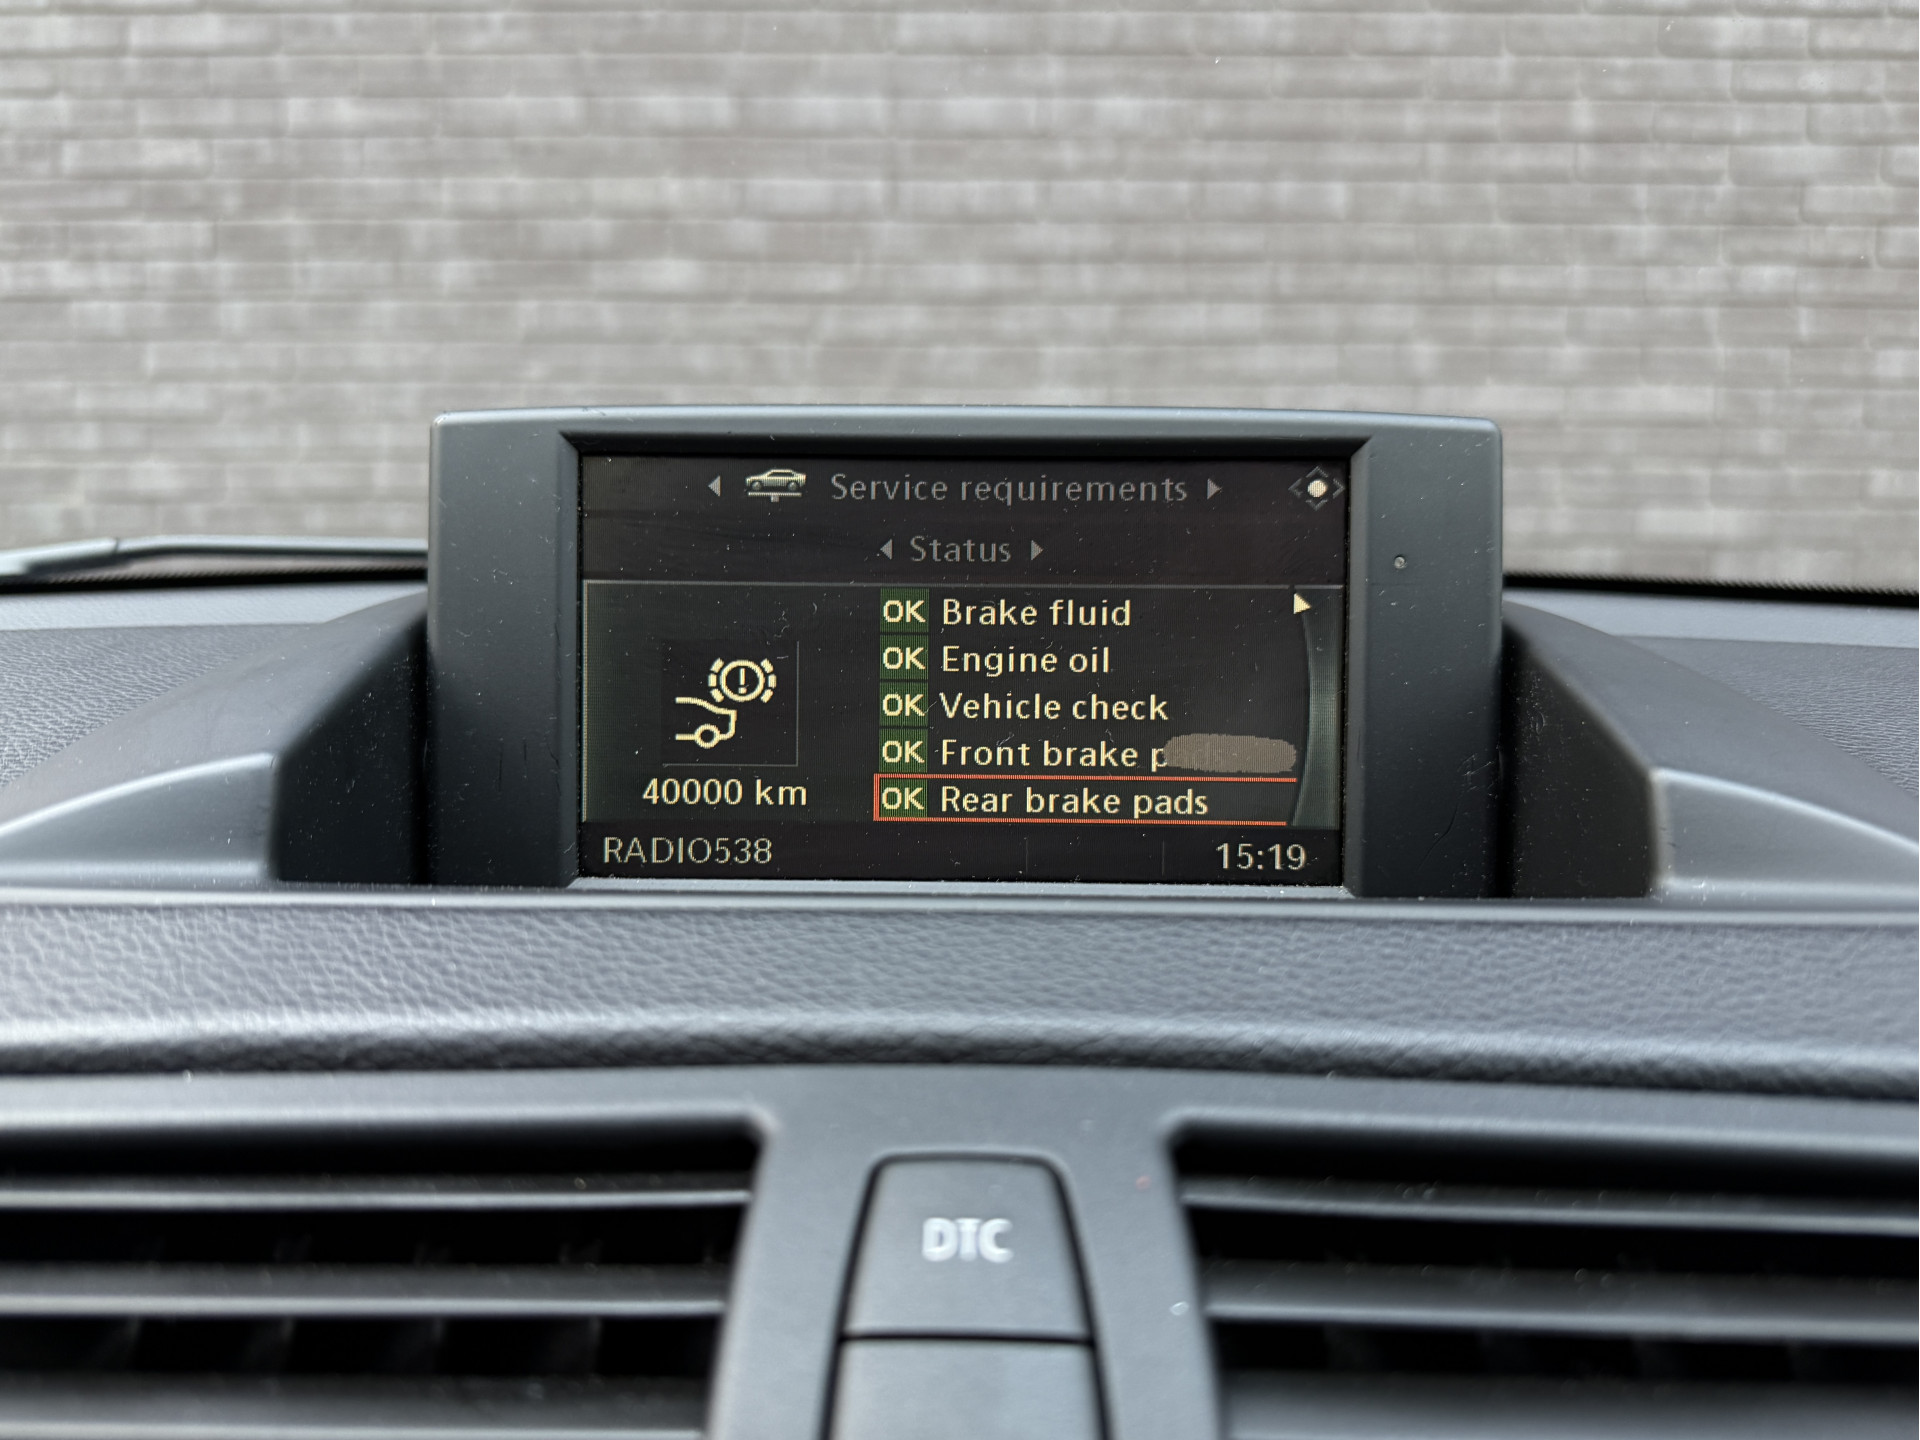 Service requirements
Status
OK Brake fluid
OK Engine oil
OK Vehicle check
OK Front brake
OK Rear brake pads
40000 km
RADIO538
15:19
DTC